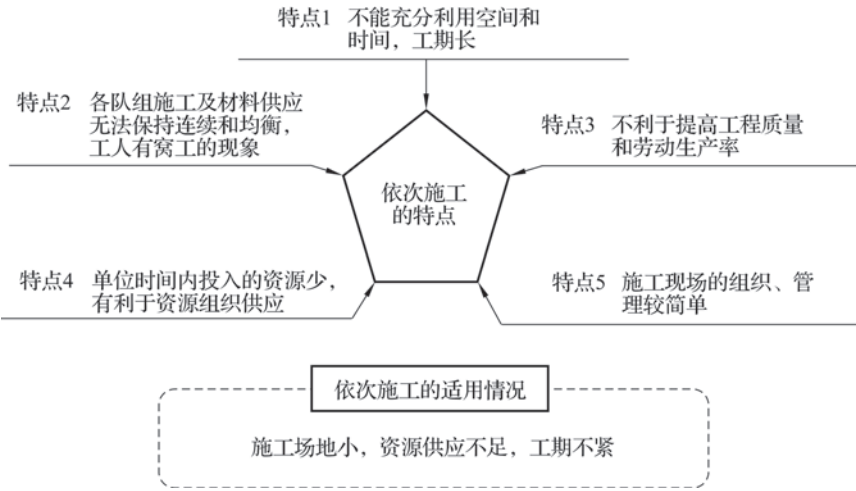 特点1 不能充分利用空间和
时间，工期长
特点2 各队组施工及材料供应
无法保持连续和均衡，
工人有窝工的现象
特点3 不利于提高工程质量
和劳动生产率
依次施工
的特点
特点4 单位时间内投入的资源少，
有利于资源组织供应
特点5 施工现场的组织、管
理较简单
依次施工的适用情况
施工场地小，资源供应不足，工期不紧